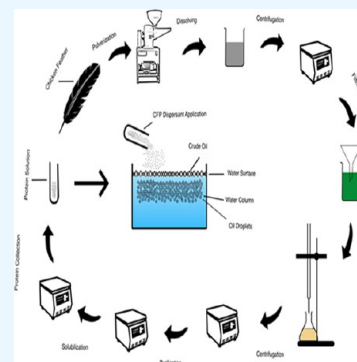 Chicken Feather
Pulverization
Dissolving
Centrifugation
CFP Dispersant Application
Crude Oil
Water Surface
Water Column
Oil Droplets
Protein Solution
Protein Collection
Centrifugation